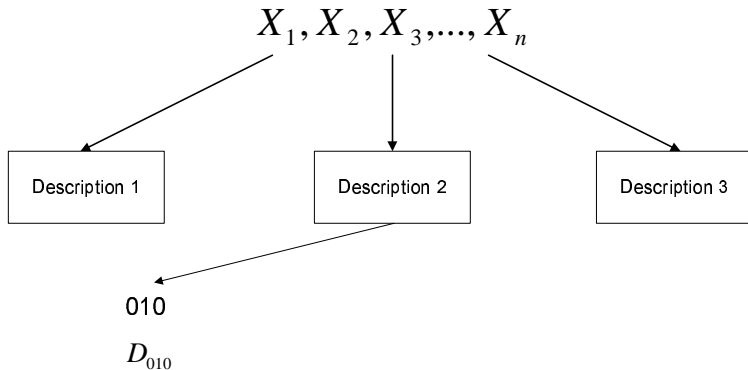 X₁, X₂, X₃,..., Xₙ
Description 1
Description 2
Description 3
010
D₀₁₀